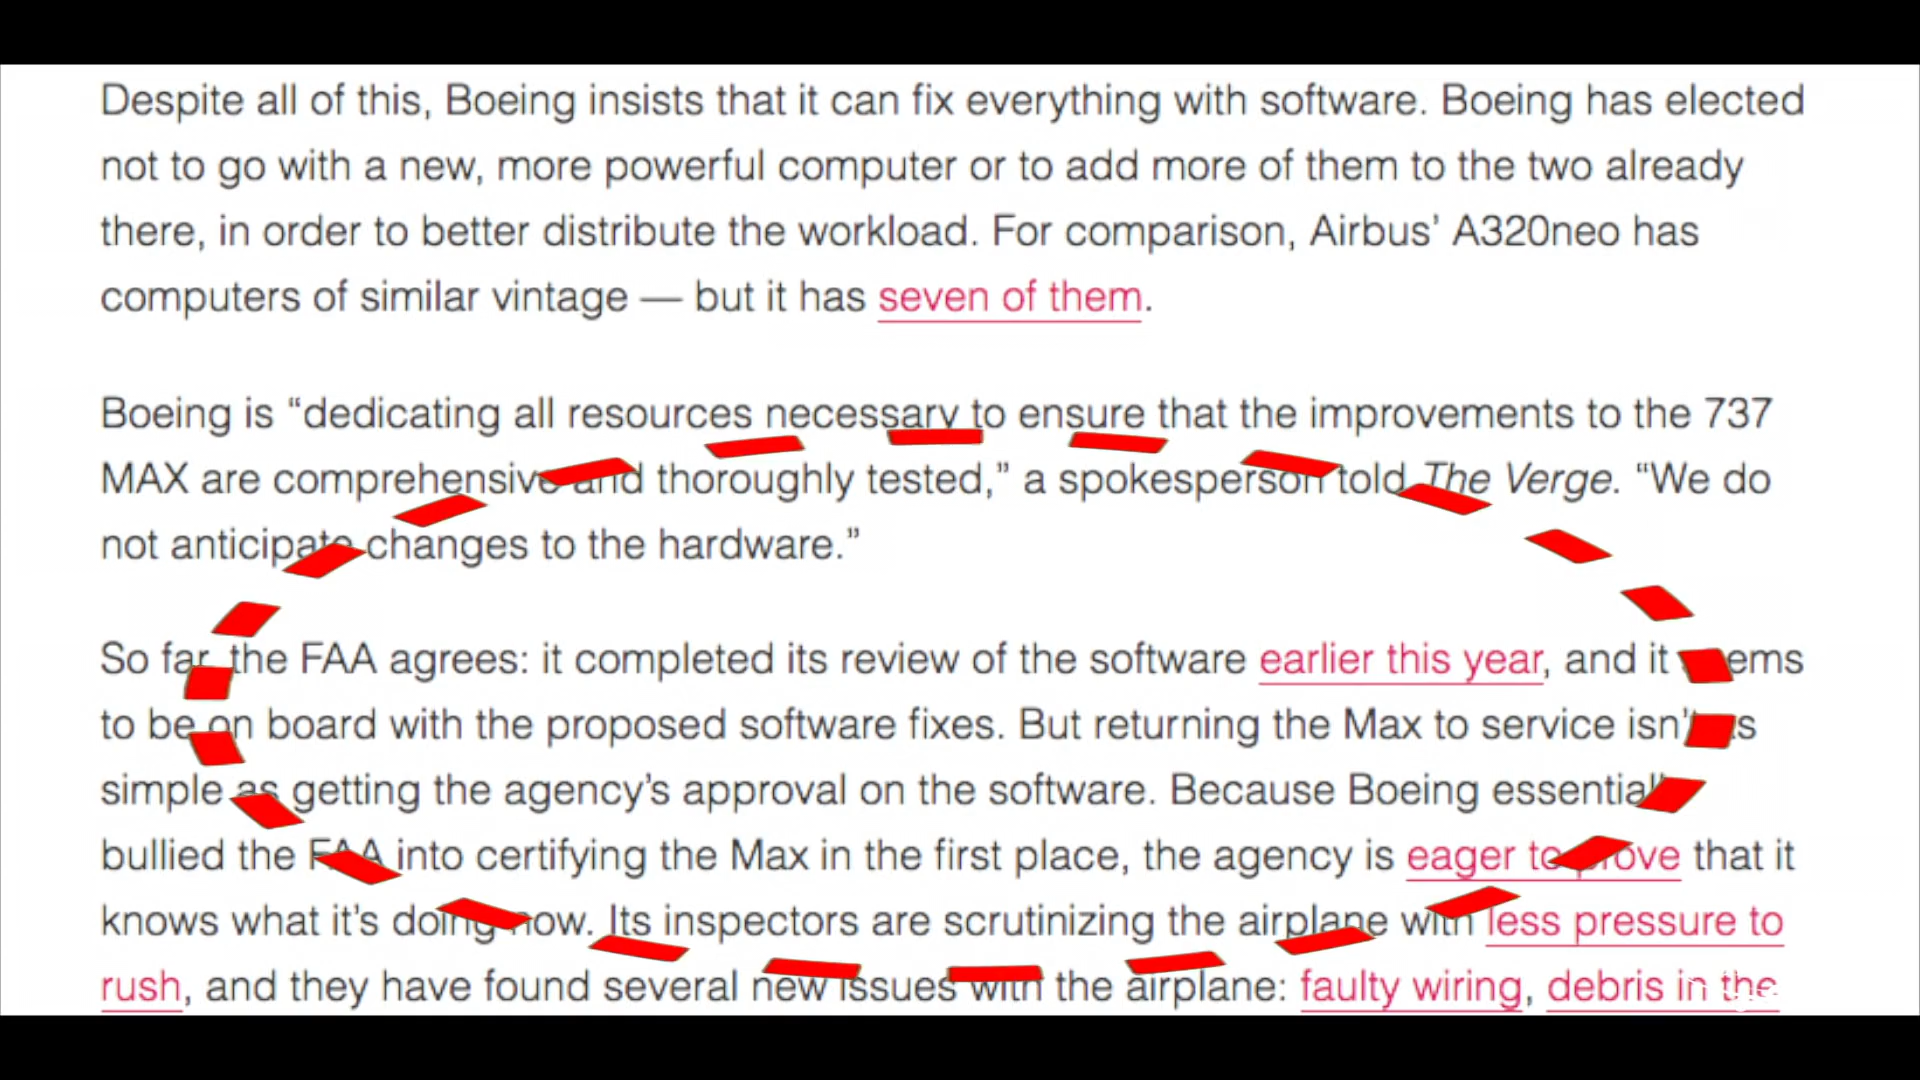 Despite all of this, Boeing insists that it can fix everything with software. Boeing has elected
not to go with a new, more powerful computer or to add more of them to the two already
there, in order to better distribute the workload. For comparison, Airbus’ A320neo has
computers of similar vintage — but it has seven of them.
Boeing is “dedicating all resources necessary to ensure that the improvements to the 737
MAX are comprehensive and thoroughly tested,” a spokesperson told The Verge. “We do
not anticipate changes to the hardware.”
So far, the FAA agrees: it completed its review of the software earlier this year, and it seems
to be on board with the proposed software fixes. But returning the Max to service isn’t as
simple as getting the agency’s approval on the software. Because Boeing essentially
bullied the FAA into certifying the Max in the first place, the agency is eager to prove that it
knows what it’s doing now. Its inspectors are scrutinizing the airplane with less pressure to
rush, and they have found several new issues with the airplane: faulty wiring, debris in the